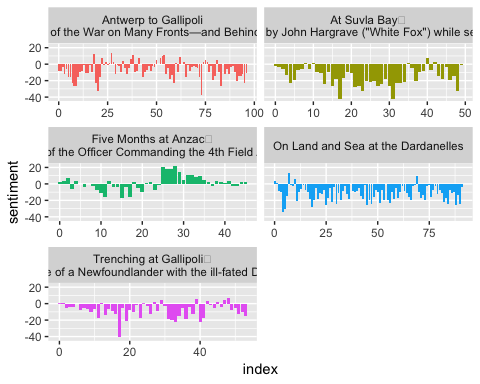 Antwerp to Gallipoli
of the War on Many Fronts—and Behind
At Suvla Bay
by John Hargrave ("White Fox") while se
20
0
-20
-40
0 25 50 75 100
0 10 20 30 40 50
Five Months at Anzac
of the Officer Commanding the 4th Field
On Land and Sea at the Dardanelles
20
0
-20
-40
0 10 20 30 40
0 25 50 75
Trenching at Gallipoli
e of a Newfoundlander with the ill-fated D
20
0
-20
-40
0 20 40
sentiment
index